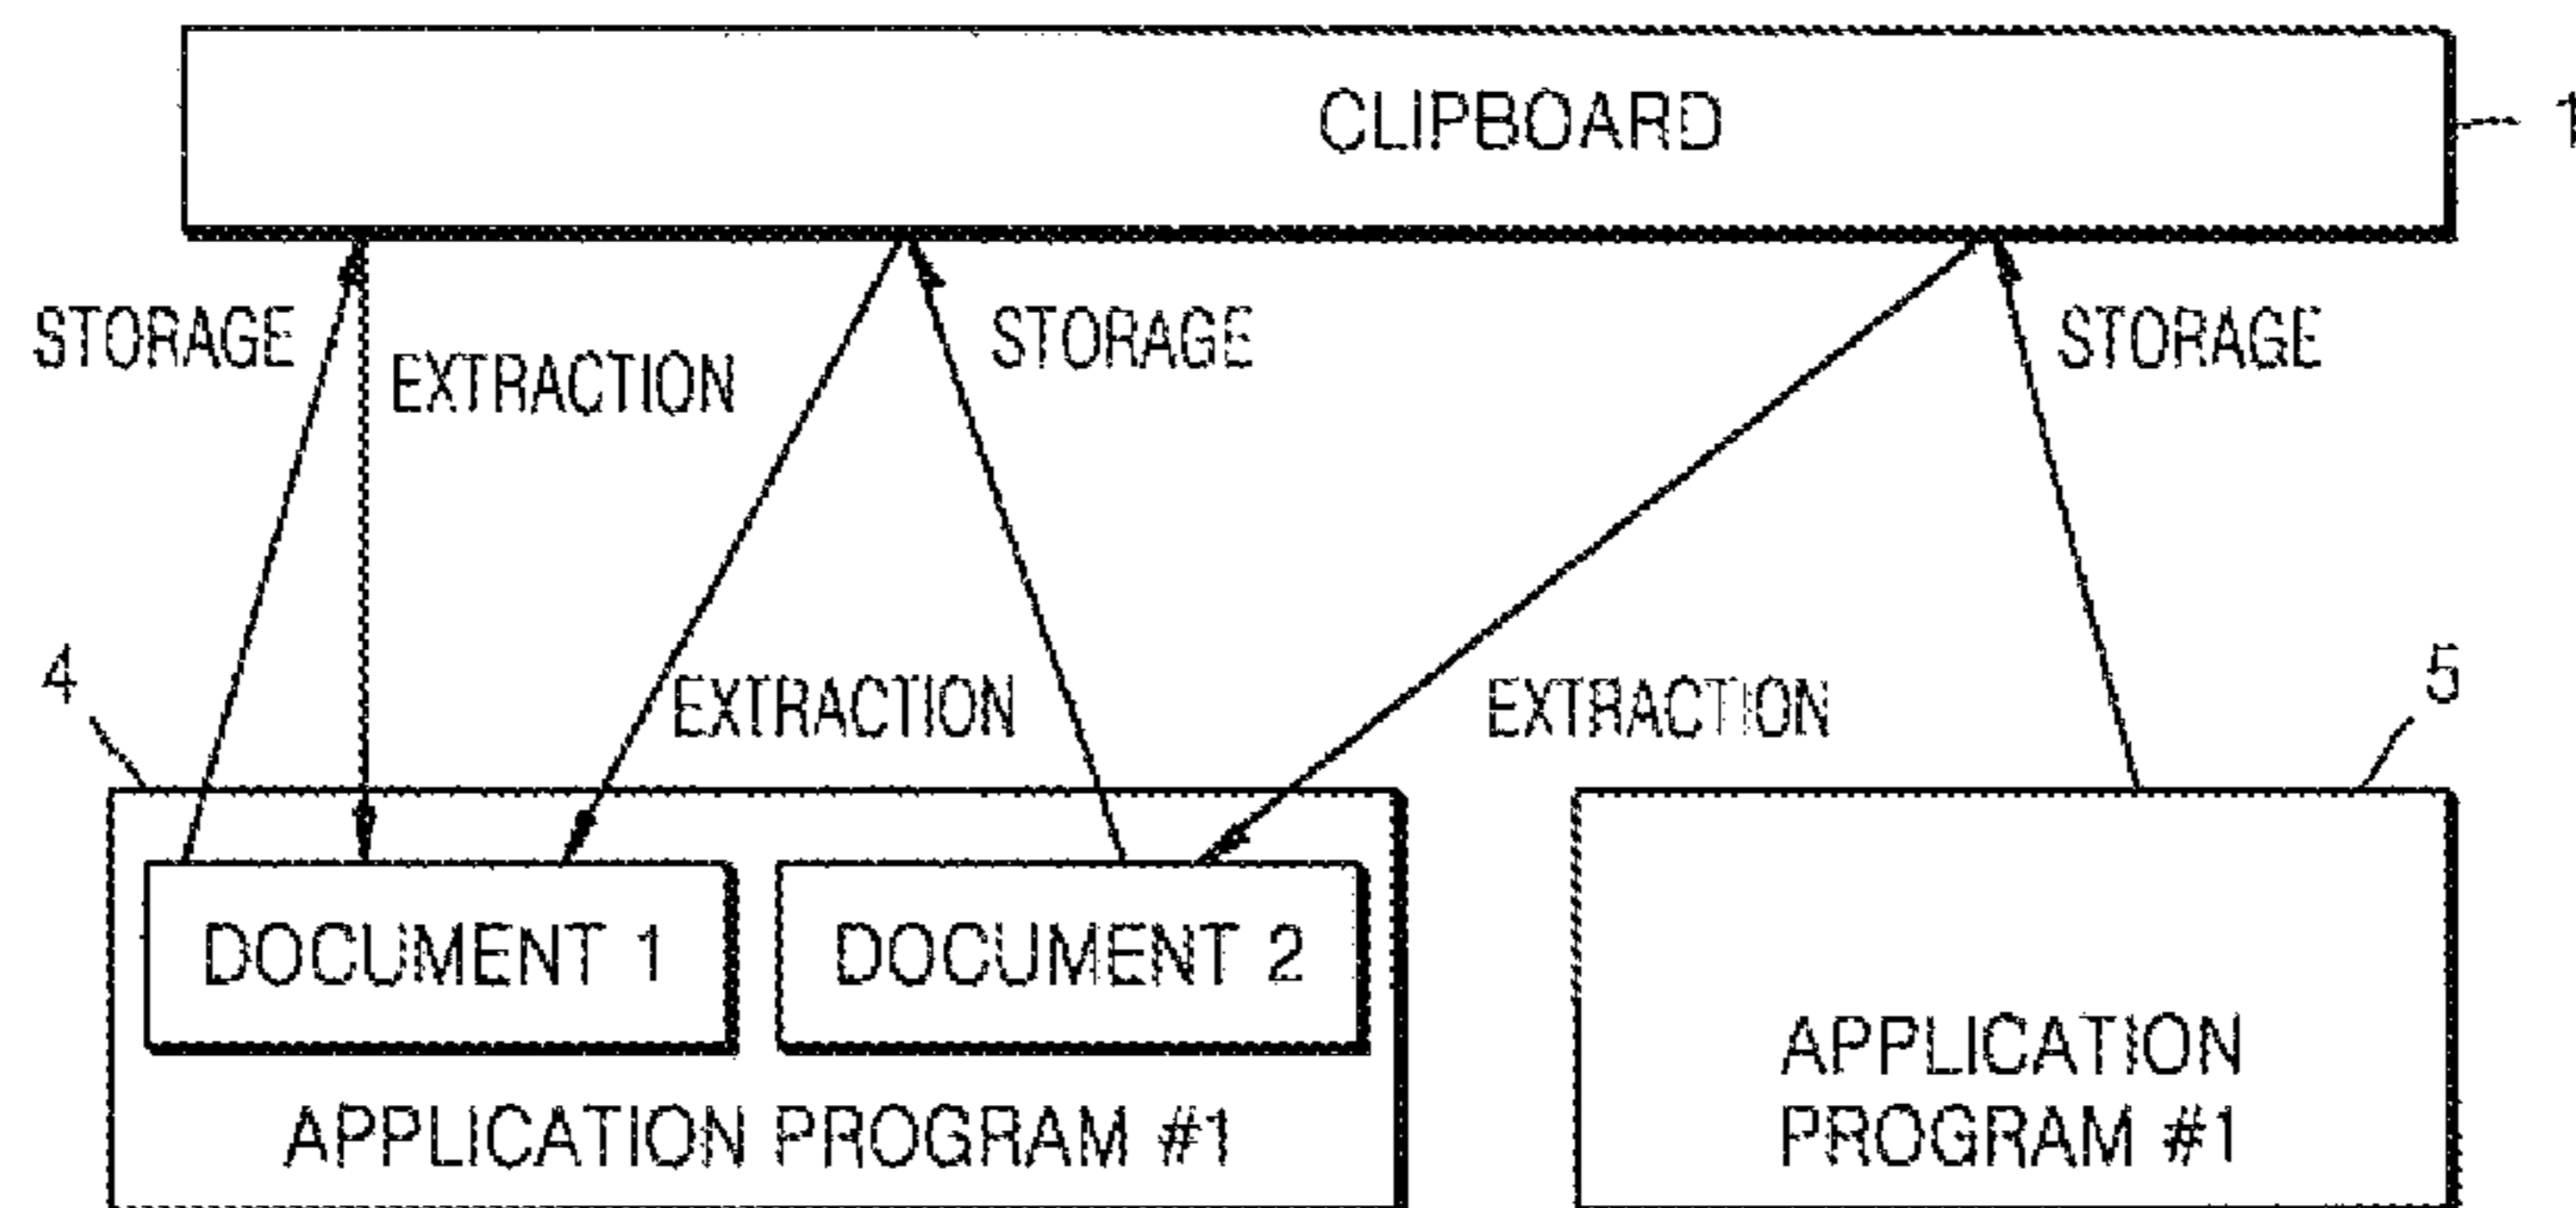 CLIPBOARD
1
STORAGE
EXTRACTION
STORAGE
STORAGE
4
EXTRACTION
EXTRACTION
5
DOCUMENT 1
DOCUMENT 2
APPLICATION PROGRAM #1
APPLICATION
PROGRAM #1